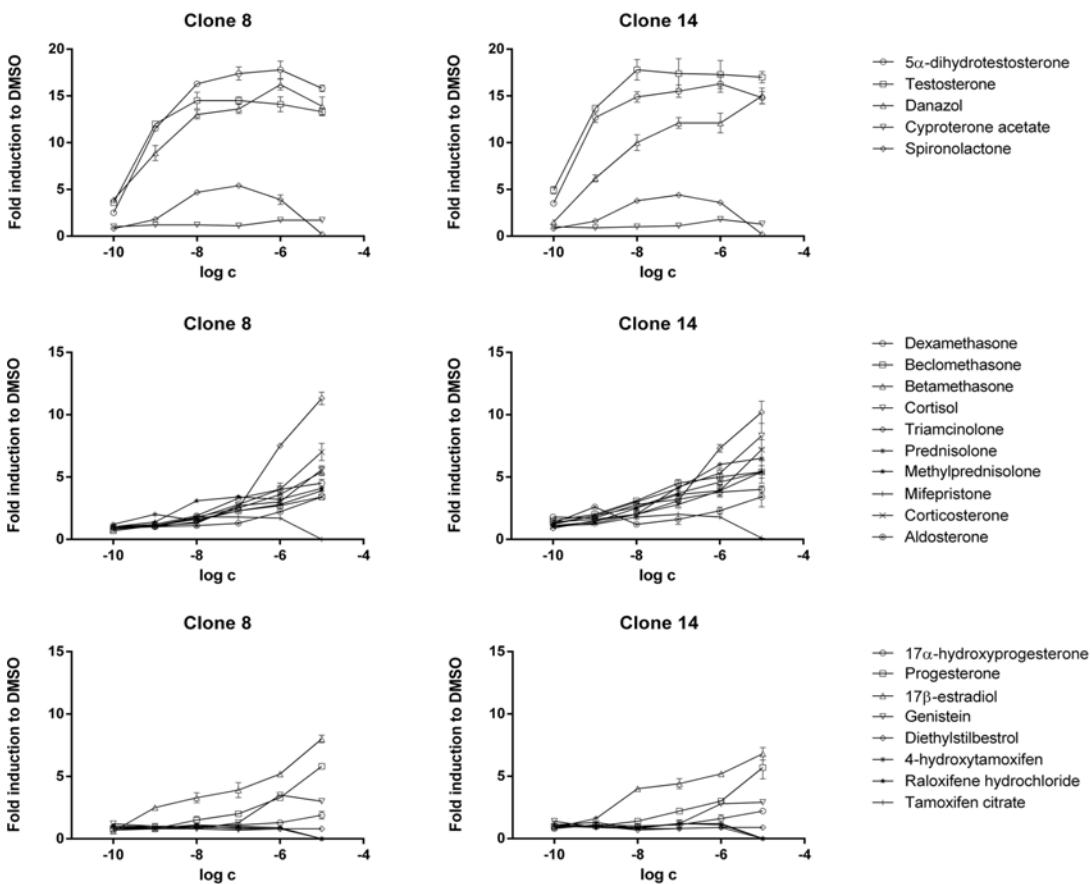 Clone 8
Clone 14
Fold induction to DMSO
20
15
10
5
0
-10
-8
-6
-4
log c
Fold induction to DMSO
20
15
10
5
0
-10
-8
-6
-4
log c
5α-dihydrotestosterone
Testosterone
Danazol
Cyproterone acetate
Spironolactone
Clone 8
Clone 14
Fold induction to DMSO
15
10
5
0
-10
-8
-6
-4
log c
Fold induction to DMSO
15
10
5
0
-10
-8
-6
-4
log c
Dexamethasone
Beclomethasone
Betamethasone
Cortisol
Triamcinolone
Prednisolone
Methylprednisolone
Mifepristone
Corticosterone
Aldosterone
Clone 8
Clone 14
Fold induction to DMSO
15
10
5
0
-10
-8
-6
-4
log c
Fold induction to DMSO
15
10
5
0
-10
-8
-6
-4
log c
17α-hydroxyprogesterone
Progesterone
17β-estradiol
Genistein
Diethylstilbestrol
4-hydroxytamoxifen
Raloxifene hydrochloride
Tamoxifen citrate